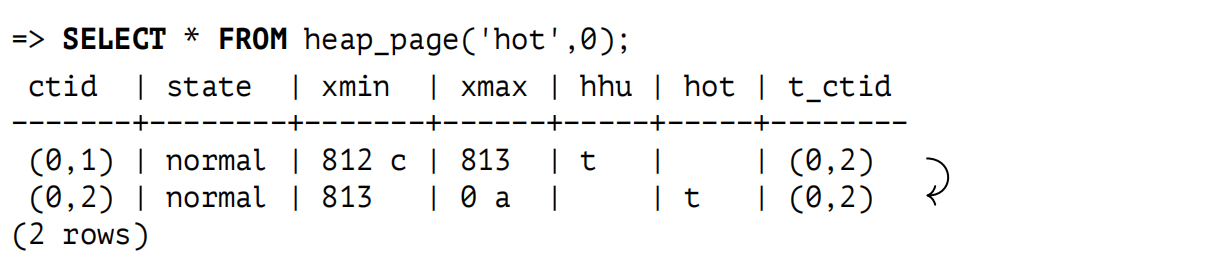 => SELECT * FROM heap_page('hot',0);
 ctid  | state  | xmin  | xmax | hhu | hot | t_ctid
-------+--------+-------+------+-----+-----+--------
 (0,1) | normal | 812 c | 813  | t   |     | (0,2)
 (0,2) | normal | 813   | 0 a  |     | t   | (0,2)
(2 rows)